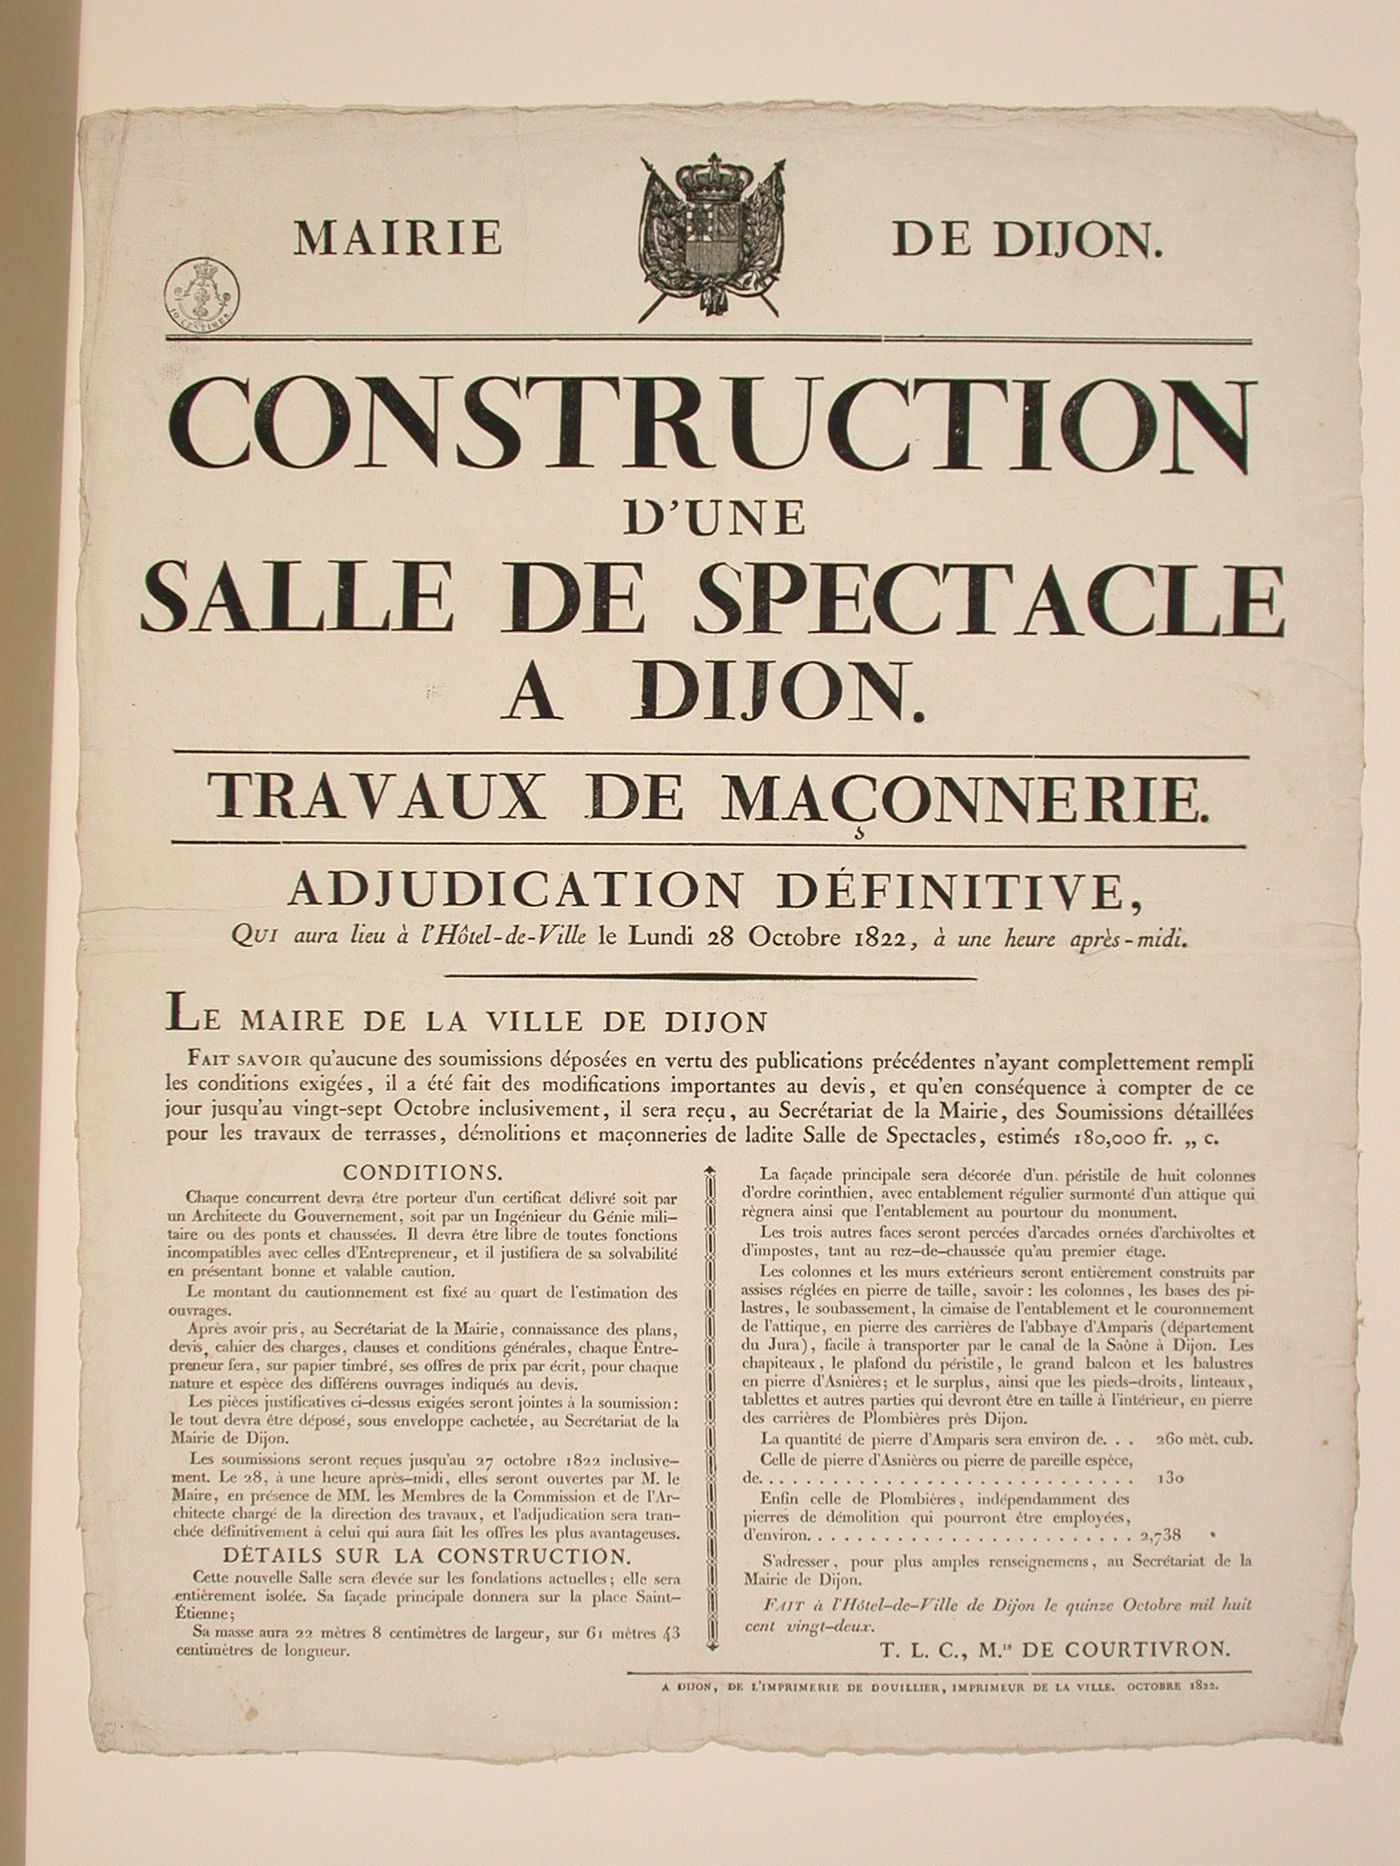 MAIRIE DE DIJON.
10 CENTIMES
CONSTRUCTION
D'UNE
SALLE DE SPECTACLE
A DIJON.
TRAVAUX DE MAÇONNERIE.
ADJUDICATION DÉFINITIVE,
QUI aura lieu à l'Hôtel-de-Ville le Lundi 28 Octobre 1822, à une heure après-midi.
LE MAIRE DE LA VILLE DE DIJON
FAIT SAVOIR qu'aucune des soumissions déposées en vertu des publications précédentes n'ayant complettement rempli
les conditions exigées, il a été fait des modifications importantes au devis, et qu'en conséquence à compter de ce
jour jusqu'au vingt-sept Octobre inclusivement, il sera reçu, au Secrétariat de la Mairie, des Soumissions détaillées
pour les travaux de terrasses, démolitions et maçonneries de ladite Salle de Spectacles, estimés 180,000 fr. „ c.
CONDITIONS.
Chaque concurrent devra être porteur d'un certificat délivré soit par
un Architecte du Gouvernement, soit par un Ingénieur du Génie mili-
taire ou des ponts et chaussées. Il devra être libre de toutes fonctions
incompatibles avec celles d'Entrepreneur, et il justifiera de sa solvabilité
en présentant bonne et valable caution.
Le montant du cautionnement est fixé au quart de l'estimation des
ouvrages.
Après avoir pris, au Secrétariat de la Mairie, connaissance des plans,
devis, cahier des charges, clauses et conditions générales, chaque Entre-
preneur fera, sur papier timbré, ses offres de prix par écrit, pour chaque
nature et espèce des différens ouvrages indiqués au devis.
Les pièces justificatives ci-dessus exigées seront jointes à la soumission:
le tout devra être déposé, sous enveloppe cachetée, au Secrétariat de la
Mairie de Dijon.
Les soumissions seront reçues jusqu'au 27 octobre 1822 inclusive-
ment. Le 28, à une heure après-midi, elles seront ouvertes par M. le
Maire, en présence de MM. les Membres de la Commission et de l'Ar-
chitecte chargé de la direction des travaux, et l'adjudication sera tran-
chée définitivement à celui qui aura fait les offres les plus avantageuses.
DÉTAILS SUR LA CONSTRUCTION.
Cette nouvelle Salle sera élevée sur les fondations actuelles; elle sera
entièrement isolée. Sa façade principale donnera sur la place Saint-
Étienne;
Sa masse aura 22 mètres 8 centimètres de largeur, sur 61 mètres 43
centimètres de longueur.
La façade principale sera décorée d'un péristile de huit colonnes
d'ordre corinthien, avec entablement régulier surmonté d'un attique qui
règnera ainsi que l'entablement au pourtour du monument.
Les trois autres faces seront percées d'arcades ornées d'archivoltes et
d'impostes, tant au rez-de-chaussée qu'au premier étage.
Les colonnes et les murs extérieurs seront entièrement construits par
assises réglées en pierre de taille, savoir: les colonnes, les bases des pi-
lastres, le soubassement, la cimaise de l'entablement et le couronnement
de l'attique, en pierre des carrières de l'abbaye d'Amparis (département
du Jura), facile à transporter par le canal de la Saône à Dijon. Les
chapiteaux, le plafond du péristile, le grand balcon et les balustres
en pierre d'Asnières; et le surplus, ainsi que les pieds-droits, linteaux,
tablettes et autres parties qui devront être en taille à l'intérieur, en pierre
des carrières de Plombières près Dijon.
La quantité de pierre d'Amparis sera environ de. . . 260 mèt. cub.
Celle de pierre d'Asnières ou pierre de pareille espèce,
de. . . . . . . . . . . . . . . . . . . . . . . . . . . . 130
Enfin celle de Plombières, indépendamment des
pierres de démolition qui pourront être employées,
d'environ. . . . . . . . . . . . . . . . . . . . . . . . 2,738
S'adresser, pour plus amples renseignemens, au Secrétariat de la
Mairie de Dijon.
FAIT à l'Hôtel-de-Ville de Dijon le quinze Octobre mil huit
cent vingt-deux.
T. L. C., M.is DE COURTIVRON.
A DIJON, DE L'IMPRIMERIE DE DOUILLIER, IMPRIMEUR DE LA VILLE. OCTOBRE 1822.